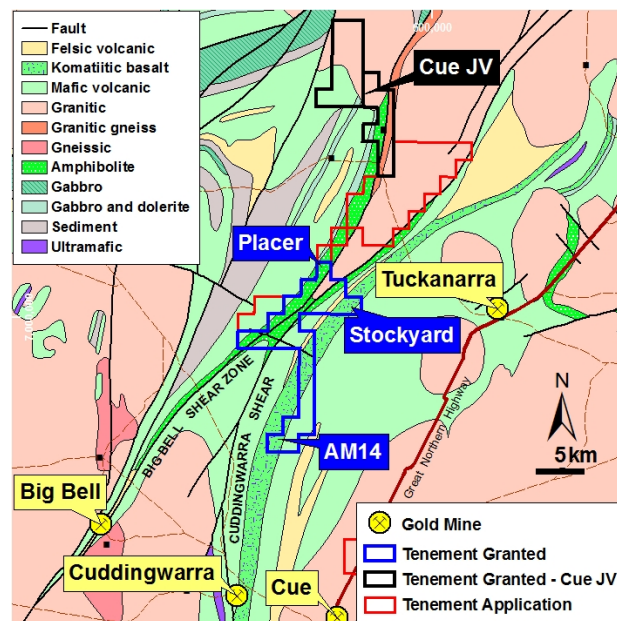 Fault
Felsic volcanic
Komatiitic basalt
Mafic volcanic
Granitic
Granitic gneiss
Gneissic
Amphibolite
Gabbro
Gabbro and dolerite
Sediment
Ultramafic
Cue JV
Placer
Tuckanarra
Stockyard
AM14
BIG BELL SHEAR ZONE
CUDDINGWARRA SHEAR
Great Northern Highway
N
5km
Big Bell
Cuddingwarra
Cue
Gold Mine
Tenement Granted
Tenement Granted - Cue JV
Tenement Application